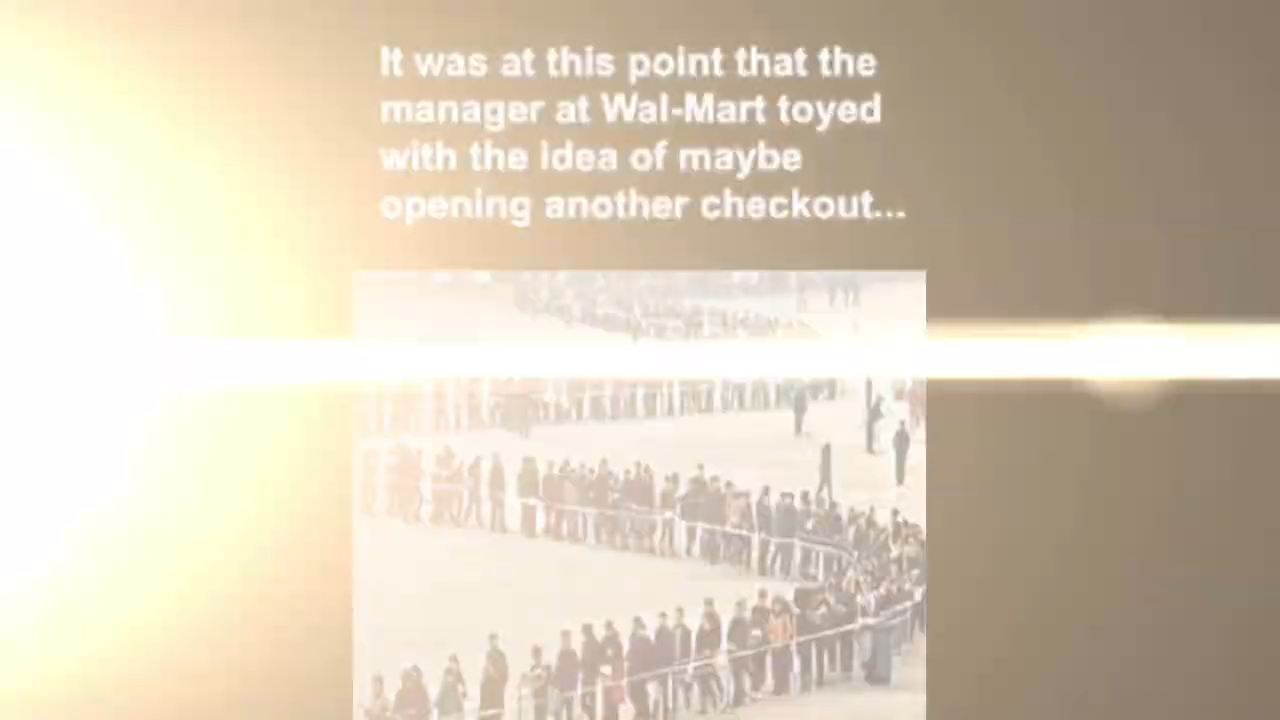 It was at this point that the
manager at Wal-Mart toyed
with the idea of maybe
opening another checkout...